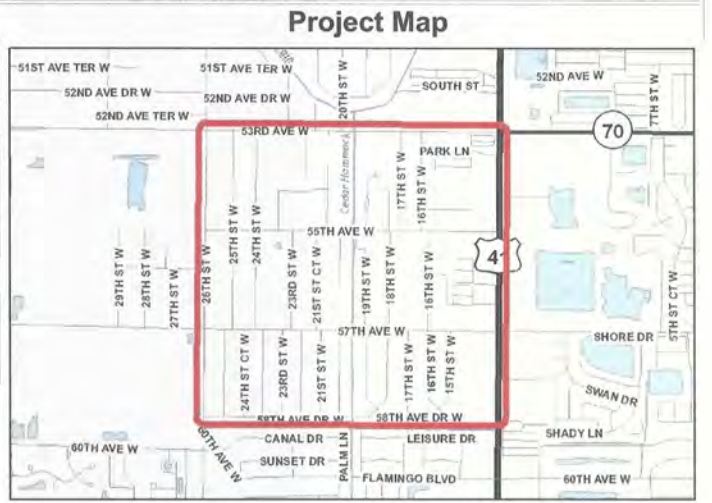 Project Map
51ST AVE TER W
51ST AVE TER W
52ND AVE W
52ND AVE DR W
52ND AVE DR W
52ND AVE TER W
20TH ST W
SOUTH ST
7TH ST W
70
53RD AVE W
PARK LN
Cedar Hammock
17TH ST W
16TH ST W
55TH AVE W
29TH ST W
28TH ST W
27TH ST W
26TH ST W
25TH ST W
24TH ST W
23RD ST W
21ST ST CT W
19TH ST W
18TH ST W
16TH ST W
41
5TH ST CT W
57TH AVE W
SHORE DR
24TH ST CT W
23RD ST W
21ST ST W
17TH ST W
16TH ST W
15TH ST W
SWAN DR
58TH AVE DR W
58TH AVE DR W
60TH AVE W
60TH AVE W
CANAL DR
PALM LN
LEISURE DR
SHADY LN
SUNSET DR
FLAMINGO BLVD
60TH AVE W